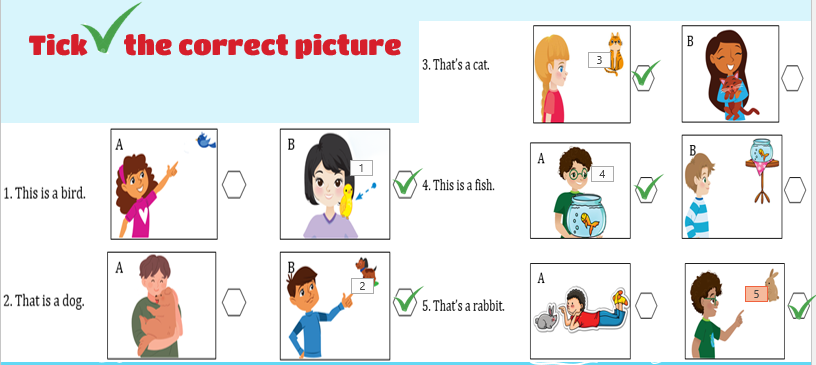 Tick the correct picture
1. This is a bird.
A
B
1
2. That is a dog.
A
B
2
3. That's a cat.
3
B
4. This is a fish.
A
4
B
5. That's a rabbit.
A
5